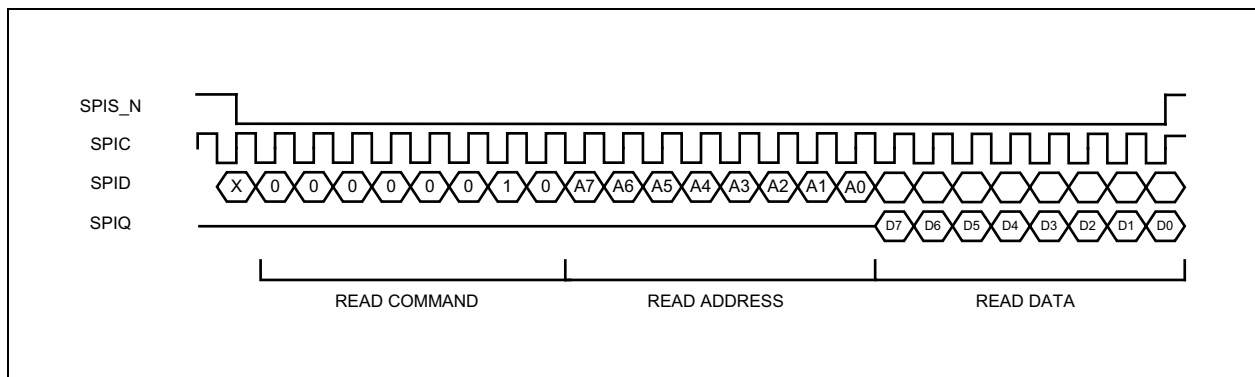 SPIS_N
SPIC
SPID X 0 0 0 0 0 0 1 0 A7 A6 A5 A4 A3 A2 A1 A0
SPIQ D7 D6 D5 D4 D3 D2 D1 D0
READ COMMAND READ ADDRESS READ DATA